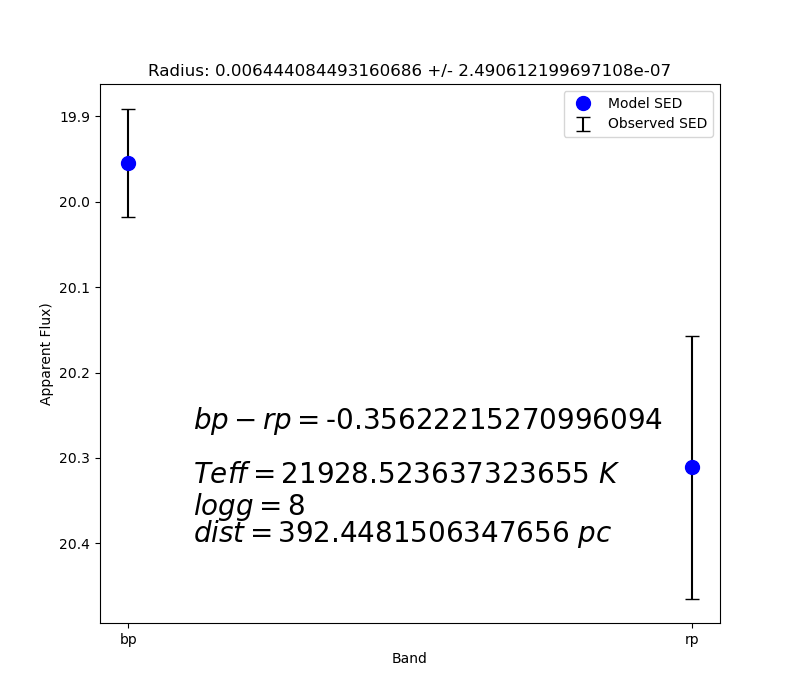 Radius: 0.006444084493160686 +/- 2.490612199697108e-07
Model SED
Observed SED
19.9
20.0
20.1
20.2
20.3
20.4
Apparent Flux)
bp − rp = -0.35622215270996094
Teff = 21928.523637323655 K
logg = 8
dist = 392.4481506347656 pc
bp
rp
Band